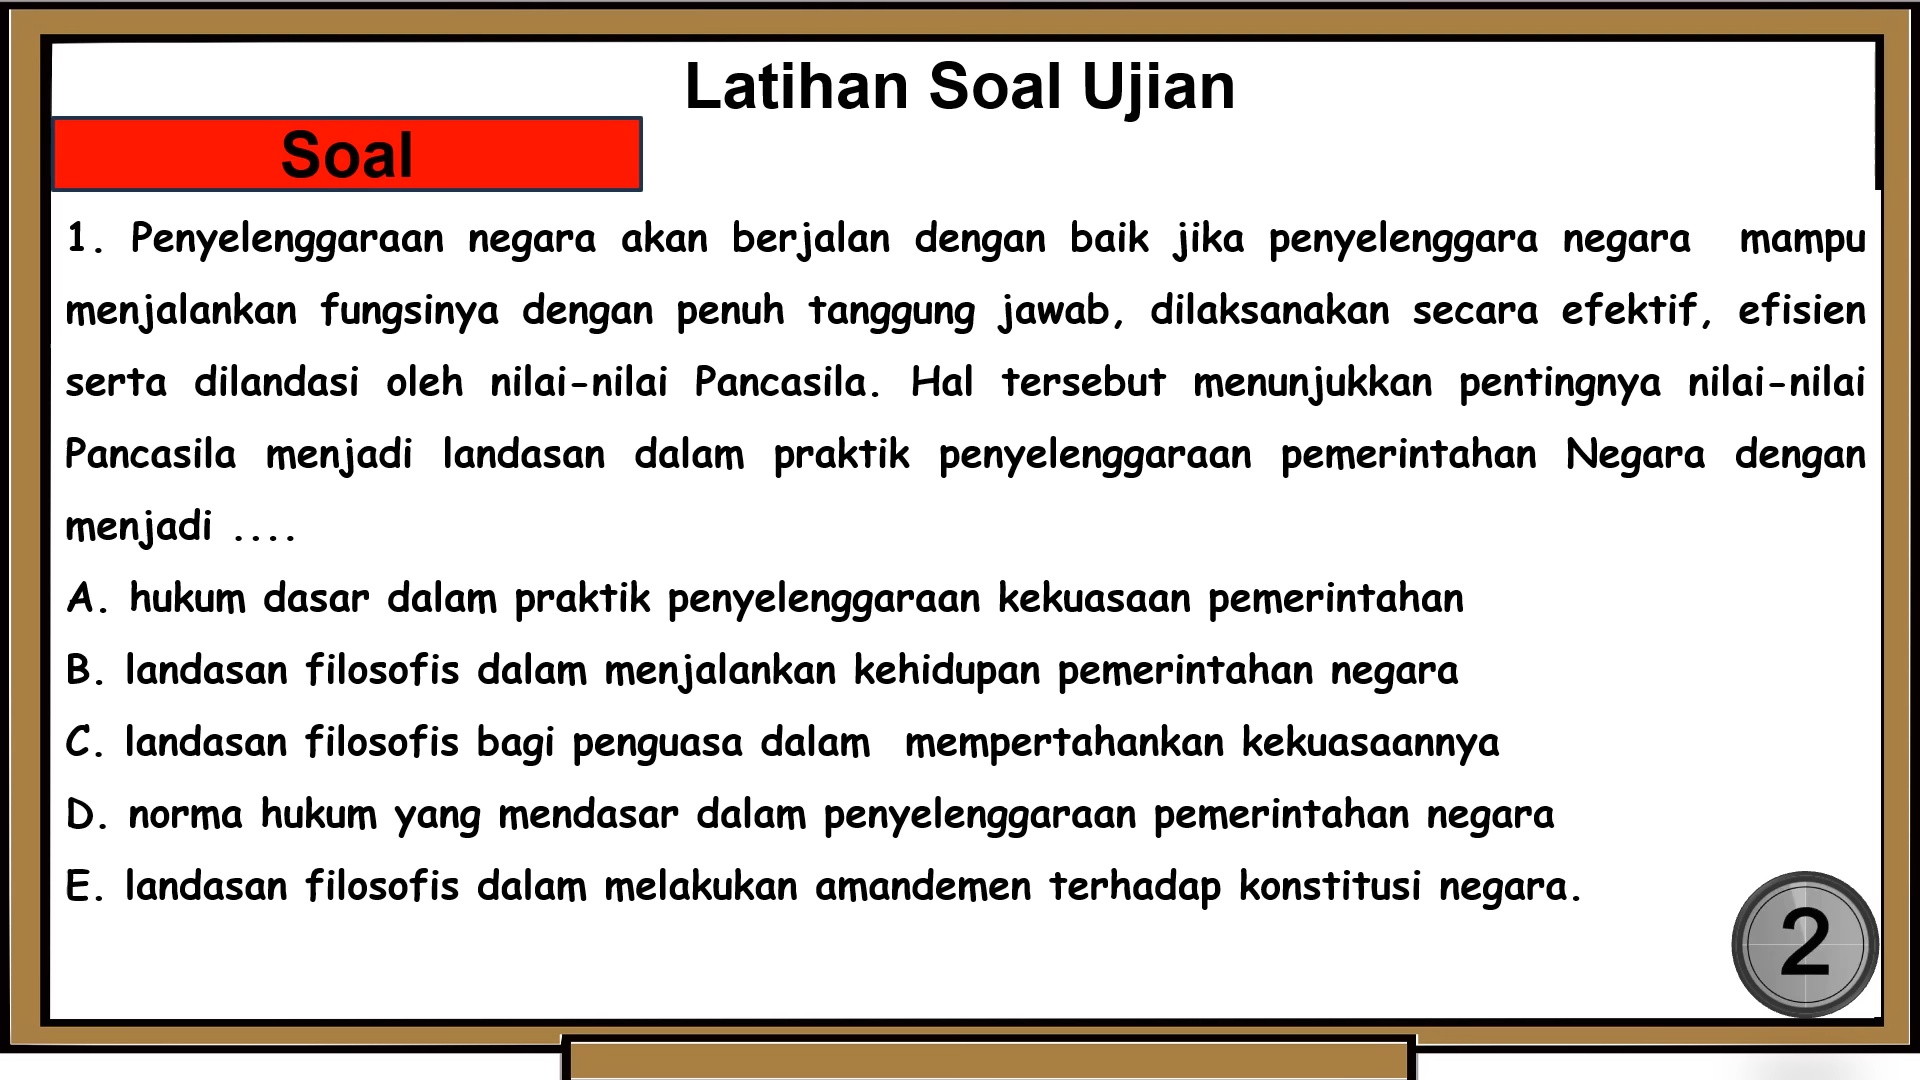 Latihan Soal Ujian
Soal
1. Penyelenggaraan negara akan berjalan dengan baik jika penyelenggara negara mampu
menjalankan fungsinya dengan penuh tanggung jawab, dilaksanakan secara efektif, efisien
serta dilandasi oleh nilai-nilai Pancasila. Hal tersebut menunjukkan pentingnya nilai-nilai
Pancasila menjadi landasan dalam praktik penyelenggaraan pemerintahan Negara dengan
menjadi ....
A. hukum dasar dalam praktik penyelenggaraan kekuasaan pemerintahan
B. landasan filosofis dalam menjalankan kehidupan pemerintahan negara
C. landasan filosofis bagi penguasa dalam mempertahankan kekuasaannya
D. norma hukum yang mendasar dalam penyelenggaraan pemerintahan negara
E. landasan filosofis dalam melakukan amandemen terhadap konstitusi negara.
2